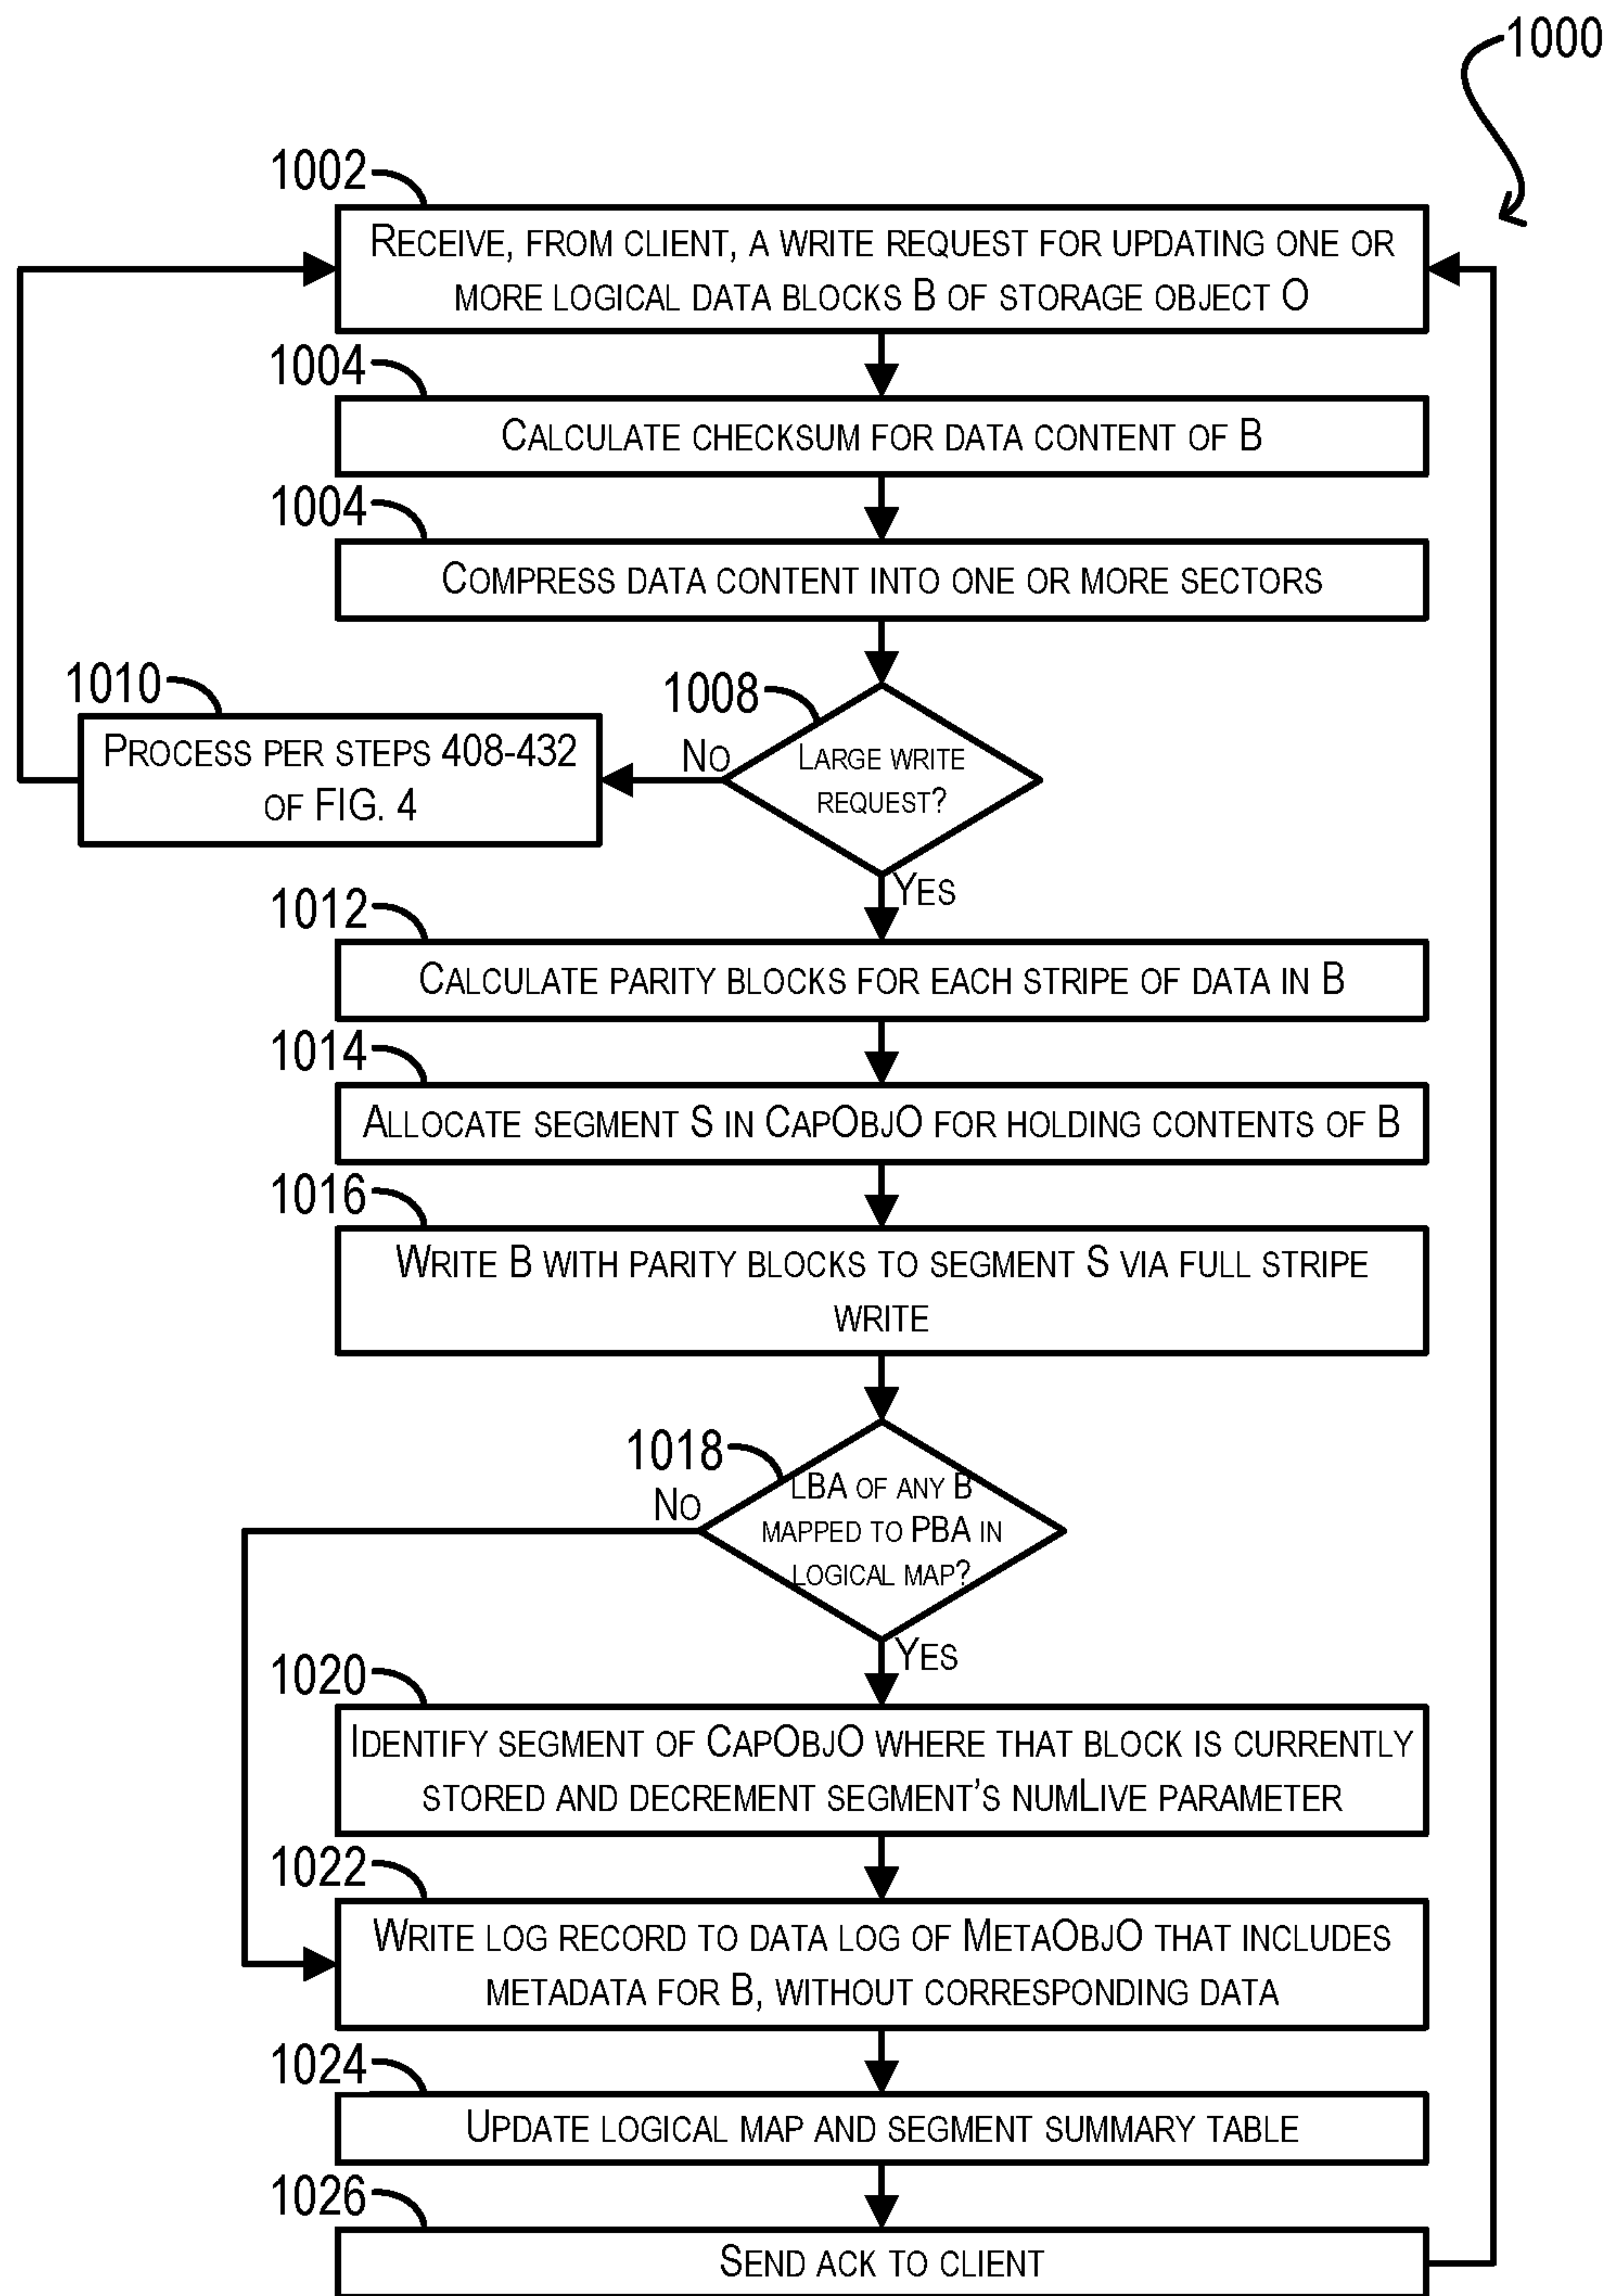 1000
1002
RECEIVE, FROM CLIENT, A WRITE REQUEST FOR UPDATING ONE OR
MORE LOGICAL DATA BLOCKS B OF STORAGE OBJECT O
1004
CALCULATE CHECKSUM FOR DATA CONTENT OF B
1004
COMPRESS DATA CONTENT INTO ONE OR MORE SECTORS
1008
LARGE WRITE
REQUEST?
NO
1010
PROCESS PER STEPS 408-432
OF FIG. 4
YES
1012
CALCULATE PARITY BLOCKS FOR EACH STRIPE OF DATA IN B
1014
ALLOCATE SEGMENT S IN CAPOBJO FOR HOLDING CONTENTS OF B
1016
WRITE B WITH PARITY BLOCKS TO SEGMENT S VIA FULL STRIPE
WRITE
1018
LBA OF ANY B
MAPPED TO PBA IN
LOGICAL MAP?
NO
YES
1020
IDENTIFY SEGMENT OF CAPOBJO WHERE THAT BLOCK IS CURRENTLY
STORED AND DECREMENT SEGMENT'S NUMLIVE PARAMETER
1022
WRITE LOG RECORD TO DATA LOG OF METAOBJO THAT INCLUDES
METADATA FOR B, WITHOUT CORRESPONDING DATA
1024
UPDATE LOGICAL MAP AND SEGMENT SUMMARY TABLE
1026
SEND ACK TO CLIENT